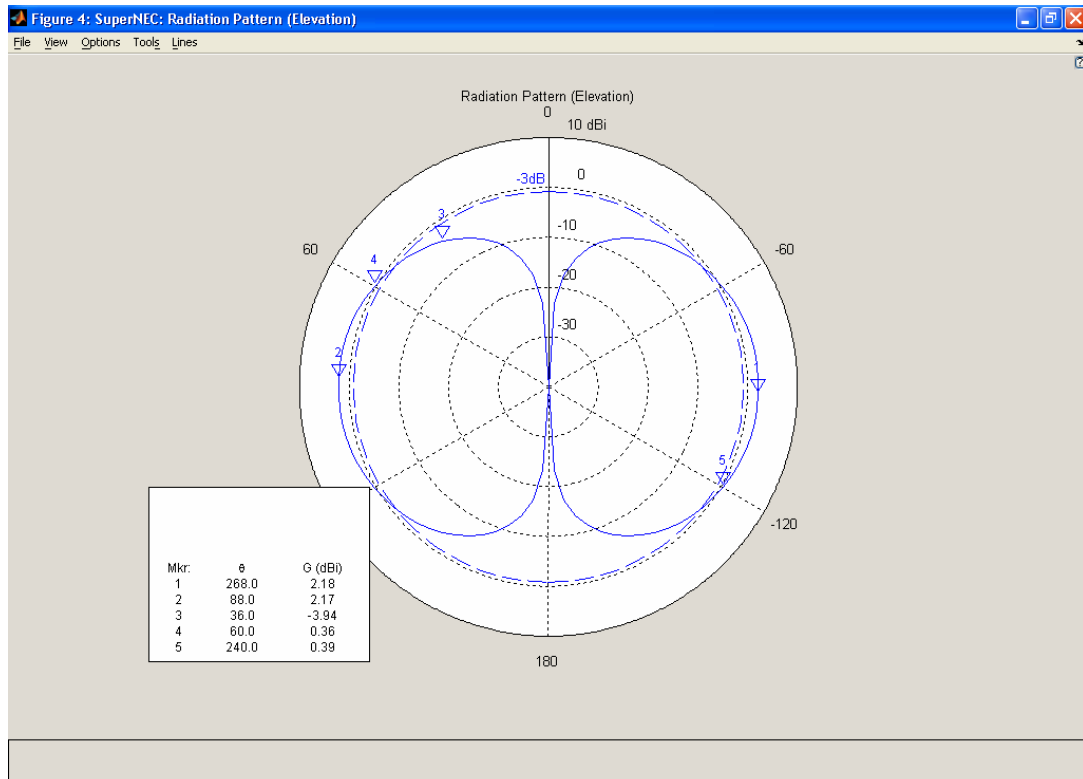 Figure 4: SuperNEC: Radiation Pattern (Elevation)
File View Options Tools Lines
Radiation Pattern (Elevation)
0
10 dBi
-3dB
0
3
-10
60
-60
4
-20
-30
2
5
-120
Mkr: θ G (dBi)
1 268.0 2.18
2 88.0 2.17
3 36.0 -3.94
4 60.0 0.36
5 240.0 0.39
180